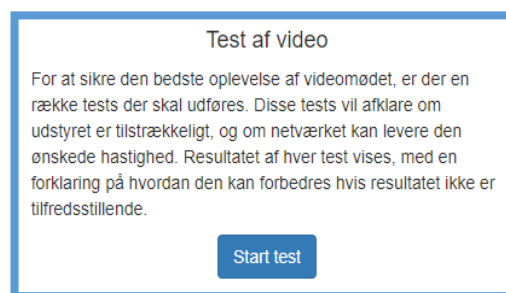 Test af video
For at sikre den bedste oplevelse af videomødet, er der en
række tests der skal udføres. Disse tests vil afklare om
udstyret er tilstrækkeligt, og om netværket kan levere den
ønskede hastighed. Resultatet af hver test vises, med en
forklaring på hvordan den kan forbedres hvis resultatet ikke er
tilfredsstillende.
Start test